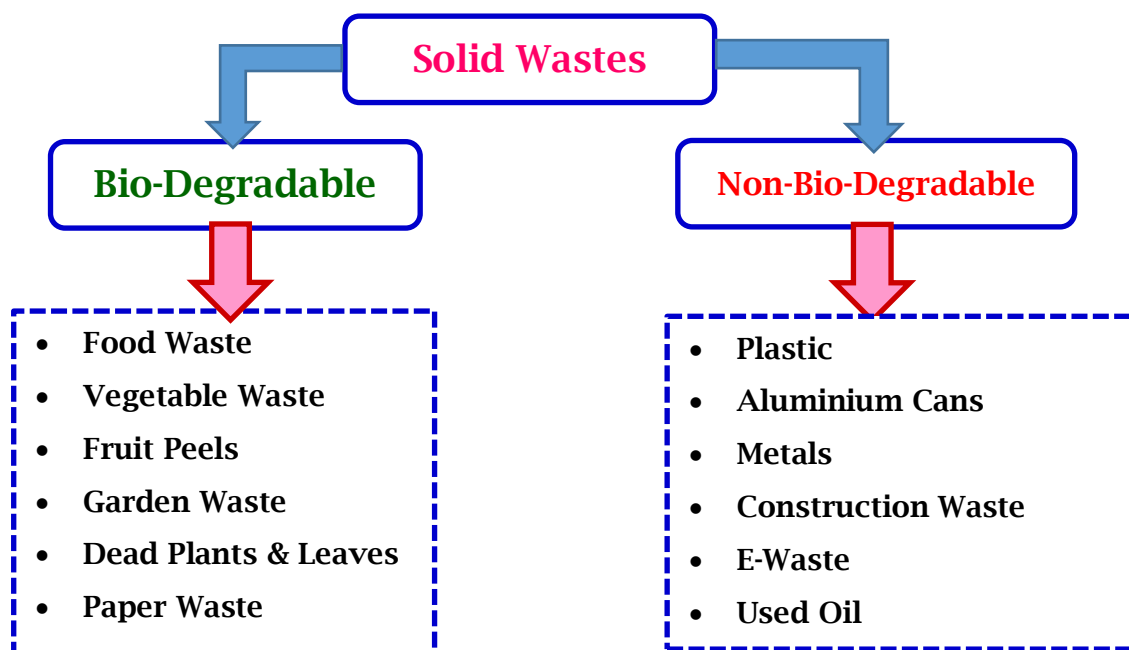 Solid Wastes
Bio-Degradable
Non-Bio-Degradable
• Food Waste
• Vegetable Waste
• Fruit Peels
• Garden Waste
• Dead Plants & Leaves
• Paper Waste
• Plastic
• Aluminium Cans
• Metals
• Construction Waste
• E-Waste
• Used Oil